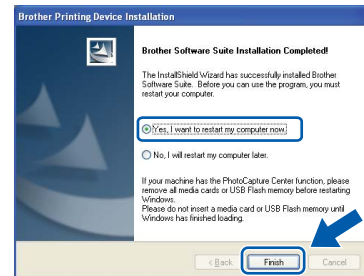 Brother Printing Device Installation
Brother Software Suite Installation Completed!
The InstallShield Wizard has successfully installed Brother
Software Suite. Before you can use the program, you must
restart your computer.
Yes, I want to restart my computer now.
No, I will restart my computer later.
If your machine has the PhotoCapture Center function, please
remove all media cards or USB Flash memory before restarting
Windows.
Please do not insert a media card or USB Flash memory until
Windows has finished loading.
< Back
Finish
Cancel